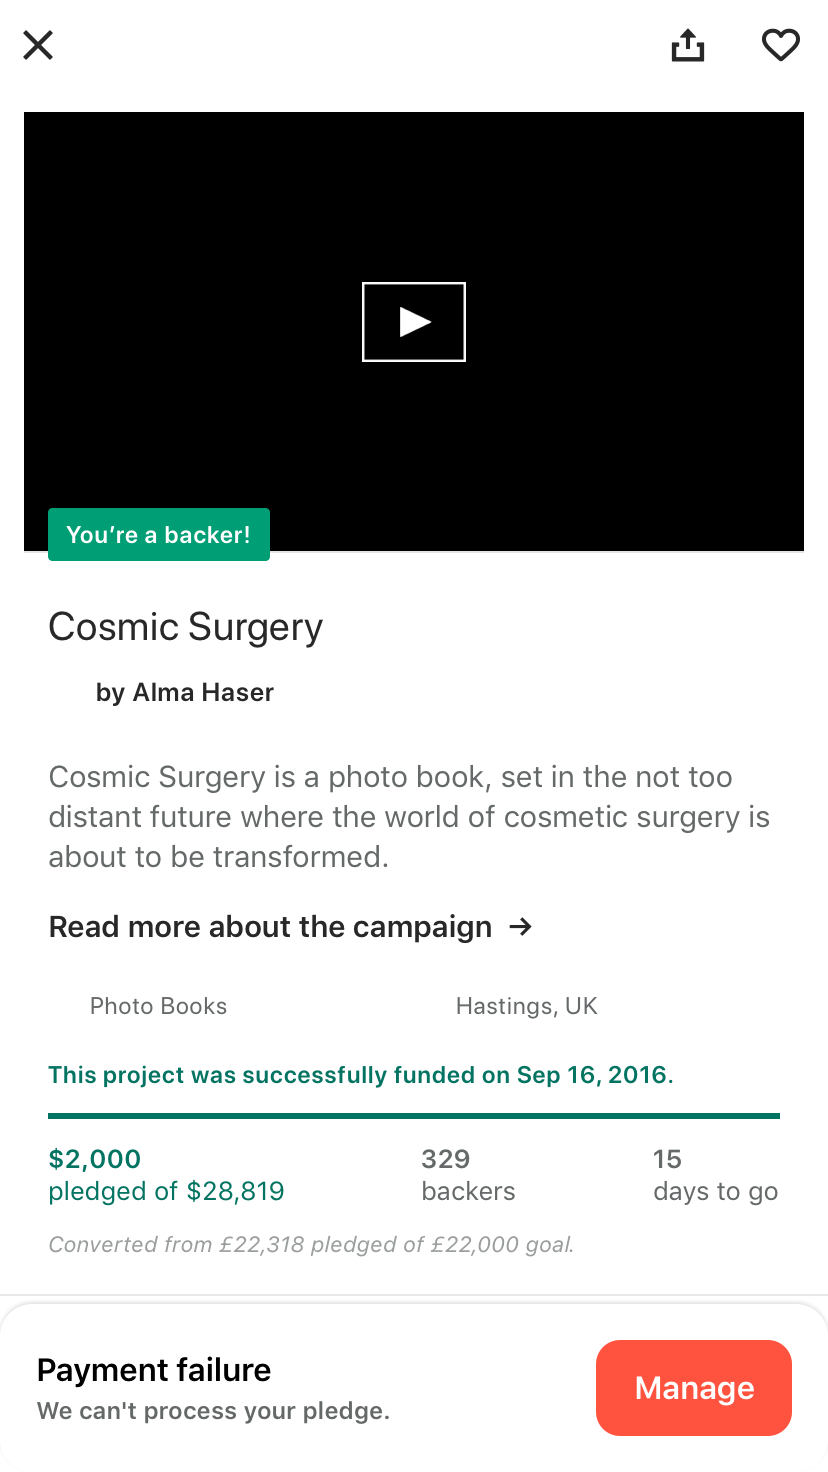 You’re a backer!
Cosmic Surgery
by Alma Haser
Cosmic Surgery is a photo book, set in the not too
distant future where the world of cosmetic surgery is
about to be transformed.
Read more about the campaign →
Photo Books
Hastings, UK
This project was successfully funded on Sep 16, 2016.
$2,000
pledged of $28,819
329
backers
15
days to go
Converted from £22,318 pledged of £22,000 goal.
Payment failure
We can't process your pledge.
Manage